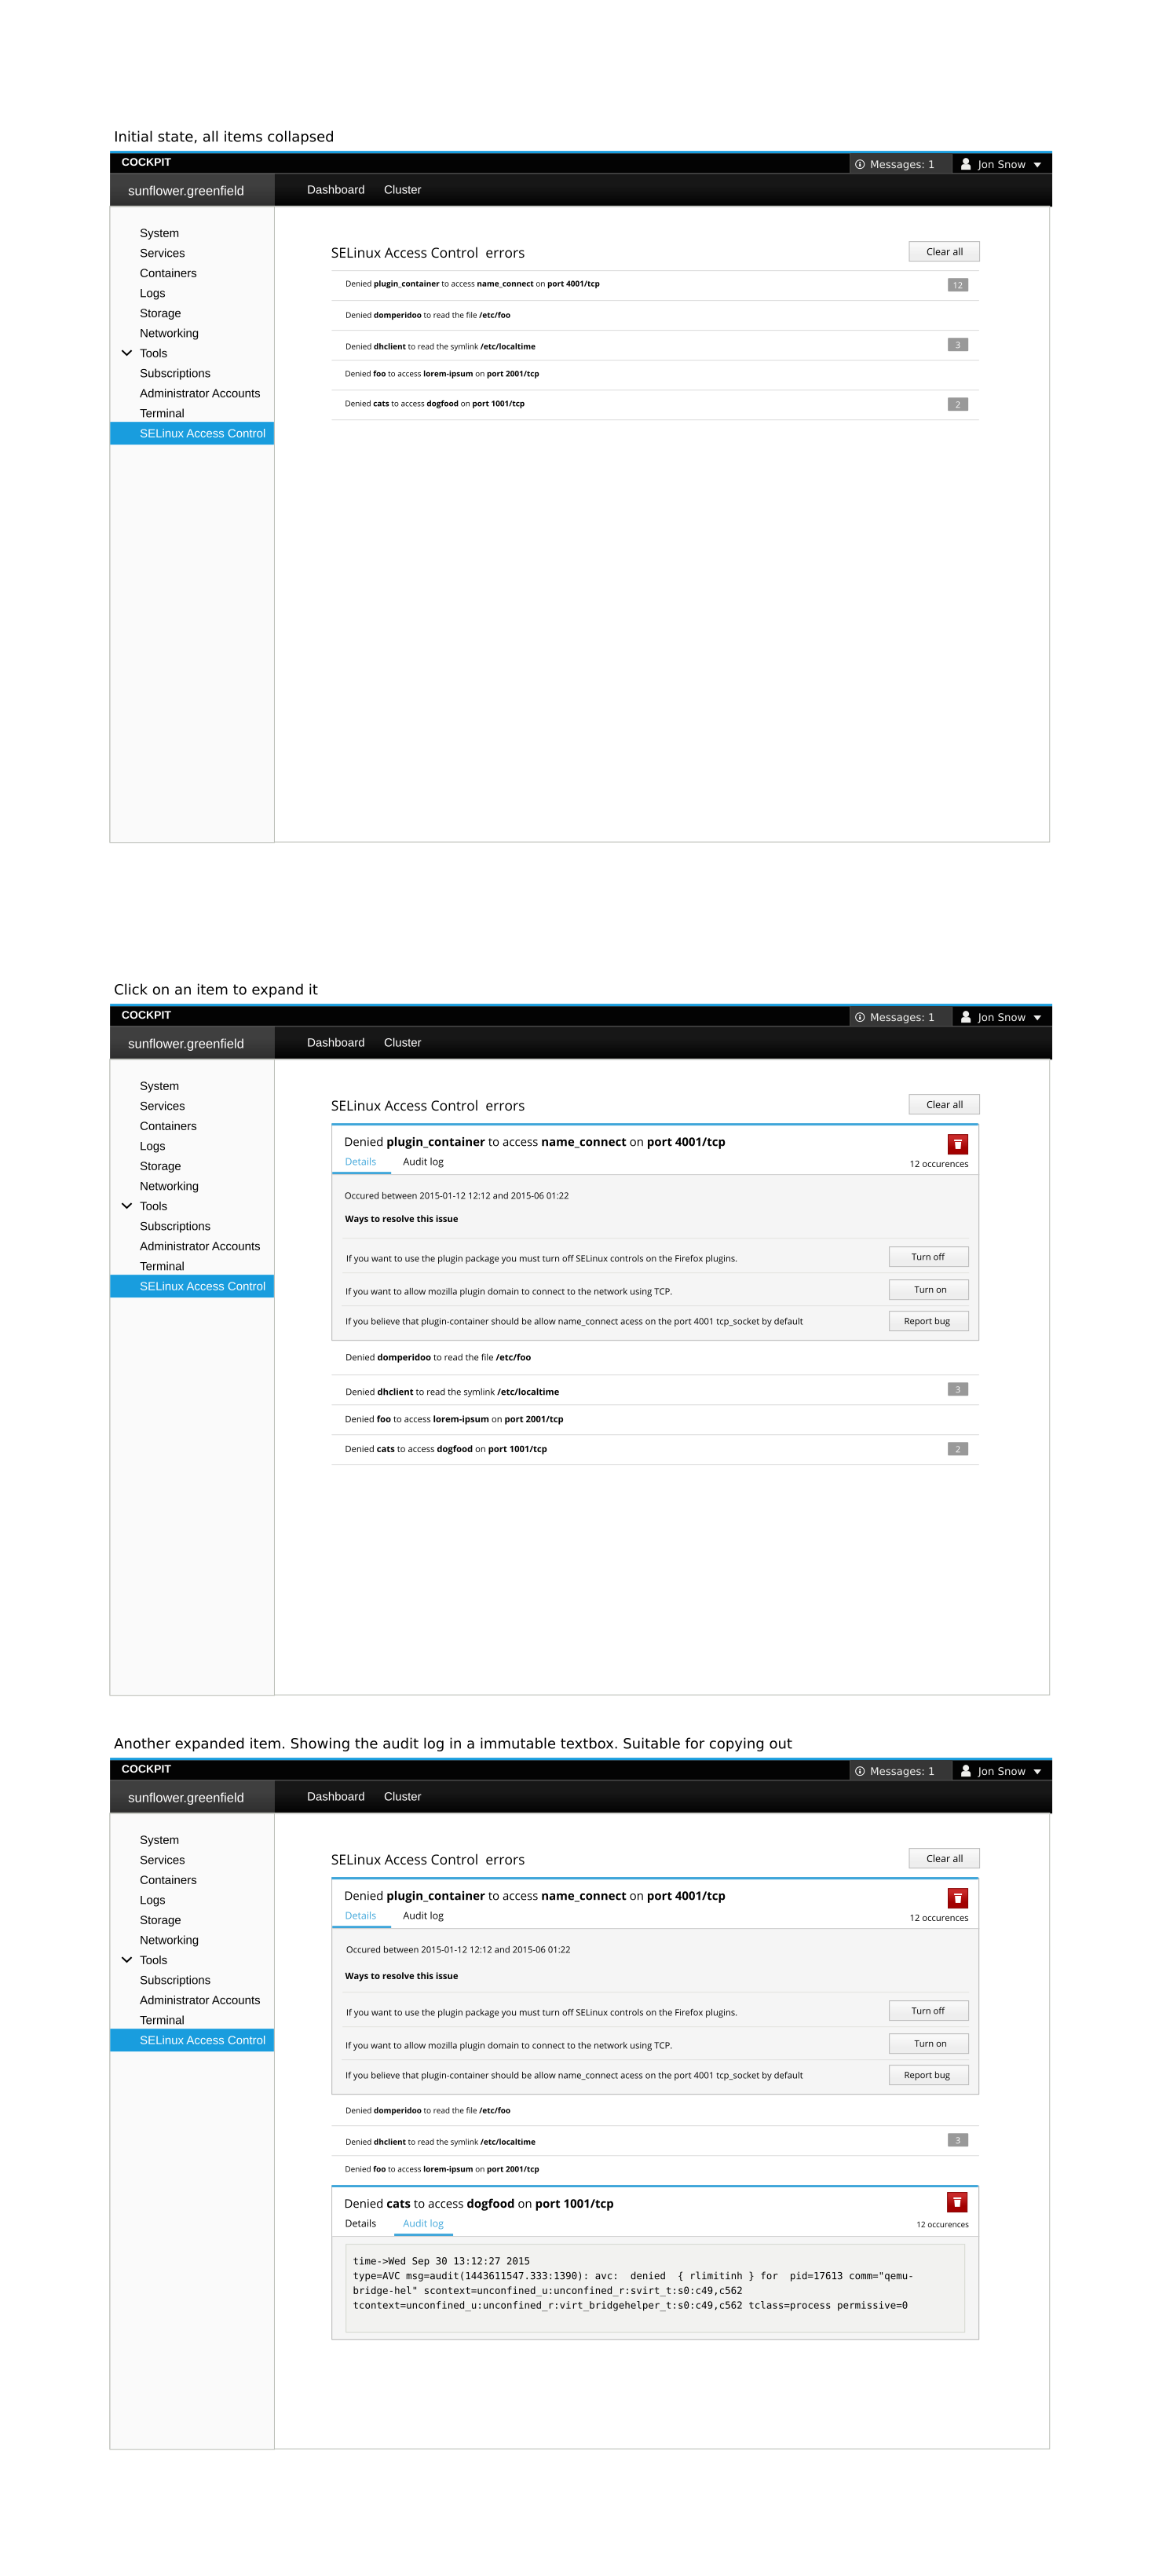 Initial state, all items collapsed
COCKPIT
Messages: 1
Jon Snow
sunflower.greenfield
Dashboard
Cluster
System
Services
Containers
Logs
Storage
Networking
Tools
Subscriptions
Administrator Accounts
Terminal
SELinux Access Control
SELinux Access Control errors
Clear all
Denied plugin_container to access name_connect on port 4001/tcp
12
Denied domperidoo to read the file /etc/foo
Denied dhclient to read the symlink /etc/localtime
3
Denied foo to access lorem-ipsum on port 2001/tcp
Denied cats to access dogfood on port 1001/tcp
2
Click on an item to expand it
COCKPIT
Messages: 1
Jon Snow
sunflower.greenfield
Dashboard
Cluster
System
Services
Containers
Logs
Storage
Networking
Tools
Subscriptions
Administrator Accounts
Terminal
SELinux Access Control
SELinux Access Control errors
Clear all
Denied plugin_container to access name_connect on port 4001/tcp
Details
Audit log
12 occurences
Occured between 2015-01-12 12:12 and 2015-06 01:22
Ways to resolve this issue
If you want to use the plugin package you must turn off SELinux controls on the Firefox plugins.
Turn off
If you want to allow mozilla plugin domain to connect to the network using TCP.
Turn on
If you believe that plugin-container should be allow name_connect acess on the port 4001 tcp_socket by default
Report bug
Denied domperidoo to read the file /etc/foo
Denied dhclient to read the symlink /etc/localtime
3
Denied foo to access lorem-ipsum on port 2001/tcp
Denied cats to access dogfood on port 1001/tcp
2
Another expanded item. Showing the audit log in a immutable textbox. Suitable for copying out
COCKPIT
Messages: 1
Jon Snow
sunflower.greenfield
Dashboard
Cluster
System
Services
Containers
Logs
Storage
Networking
Tools
Subscriptions
Administrator Accounts
Terminal
SELinux Access Control
SELinux Access Control errors
Clear all
Denied plugin_container to access name_connect on port 4001/tcp
Details
Audit log
12 occurences
Occured between 2015-01-12 12:12 and 2015-06 01:22
Ways to resolve this issue
If you want to use the plugin package you must turn off SELinux controls on the Firefox plugins.
Turn off
If you want to allow mozilla plugin domain to connect to the network using TCP.
Turn on
If you believe that plugin-container should be allow name_connect acess on the port 4001 tcp_socket by default
Report bug
Denied domperidoo to read the file /etc/foo
Denied dhclient to read the symlink /etc/localtime
3
Denied foo to access lorem-ipsum on port 2001/tcp
Denied cats to access dogfood on port 1001/tcp
Details
Audit log
12 occurences
time->Wed Sep 30 13:12:27 2015
type=AVC msg=audit(1443611547.333:1390): avc:  denied  { rlimitinh } for  pid=17613 comm="qemu-
bridge-hel" scontext=unconfined_u:unconfined_r:svirt_t:s0:c49,c562
tcontext=unconfined_u:unconfined_r:virt_bridgehelper_t:s0:c49,c562 tclass=process permissive=0